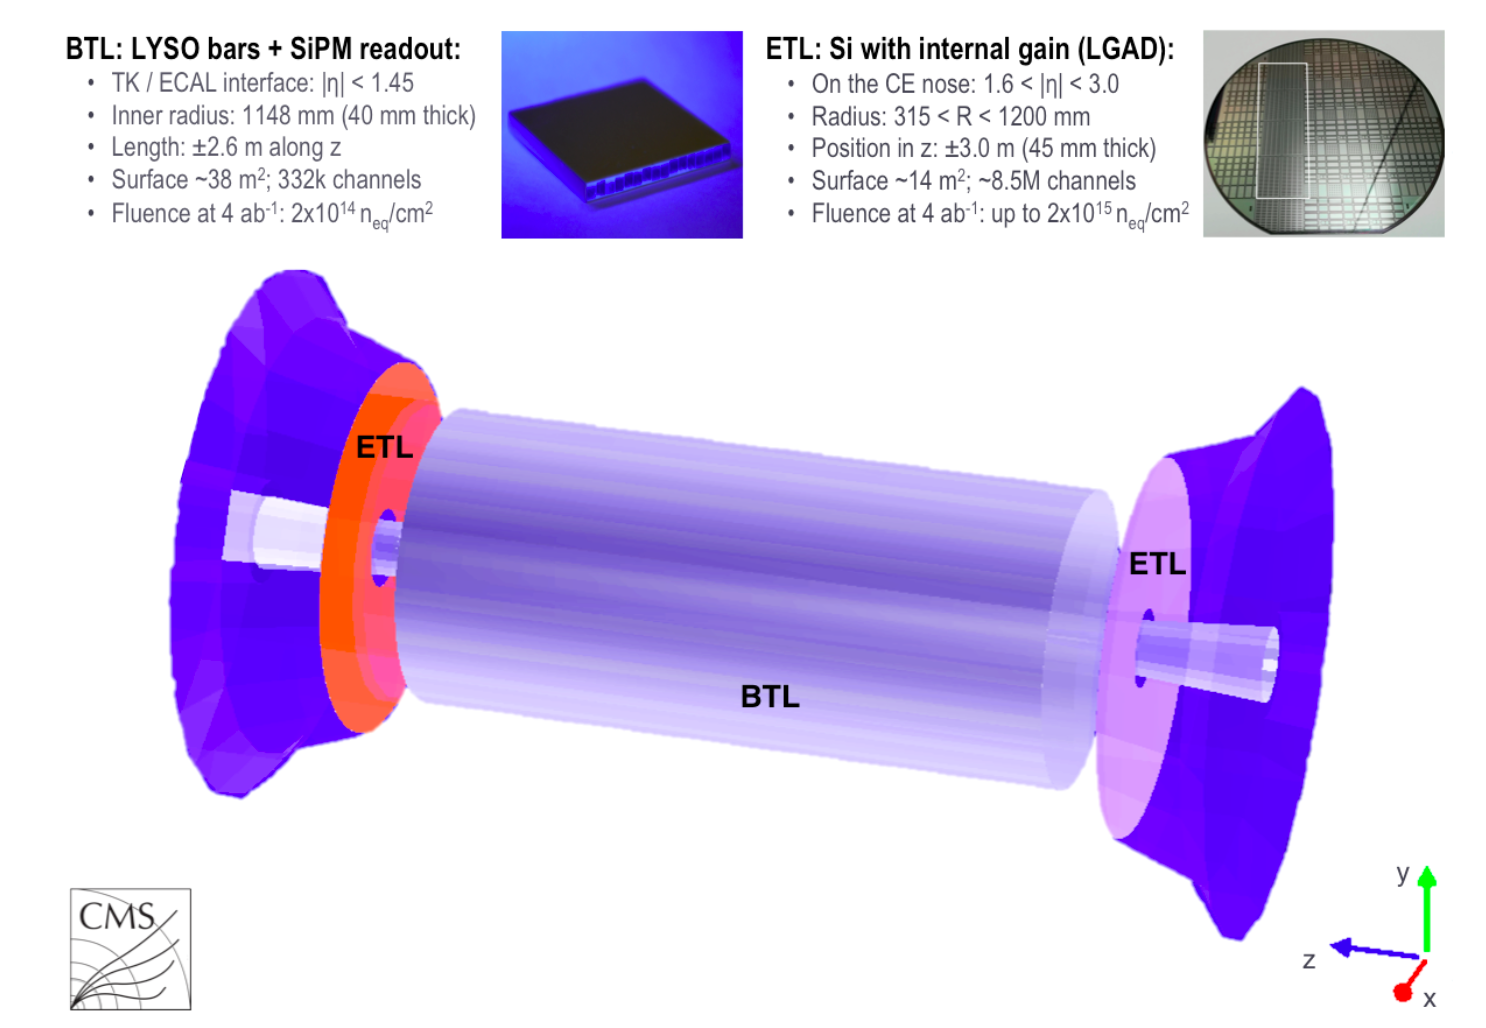 BTL: LYSO bars + SiPM readout:
• TK / ECAL interface: |η| < 1.45
• Inner radius: 1148 mm (40 mm thick)
• Length: ±2.6 m along z
• Surface ~38 m²; 332k channels
• Fluence at 4 ab⁻¹: 2x10¹⁴ nₑq/cm²
ETL: Si with internal gain (LGAD):
• On the CE nose: 1.6 < |η| < 3.0
• Radius: 315 < R < 1200 mm
• Position in z: ±3.0 m (45 mm thick)
• Surface ~14 m²; ~8.5M channels
• Fluence at 4 ab⁻¹: up to 2x10¹⁵ nₑq/cm²
ETL
ETL
BTL
CMS
y
z
x